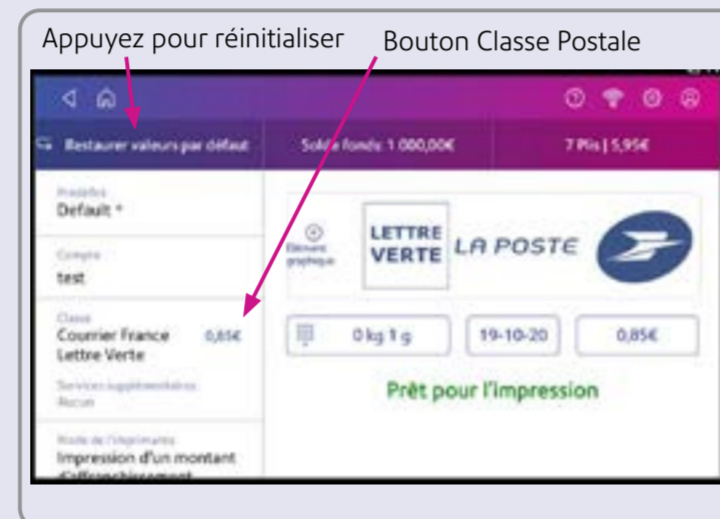 Appuyez pour réinitialiser
Bouton Classe Postale
Restaurer valeurs par défaut
Solde fonds: 1 000,00€
7 Plis | 5,95€
Prédéfini
Default *
Compte
test
Classe
Courrier France 0,85€
Lettre Verte
Services supplémentaires
Aucun
Mode de l'imprimante
Impression d'un montant
d'affranchissement
Elément
graphique
LETTRE
VERTE
LA POSTE
0 kg 1 g
19-10-20
0,85€
Prêt pour l'impression